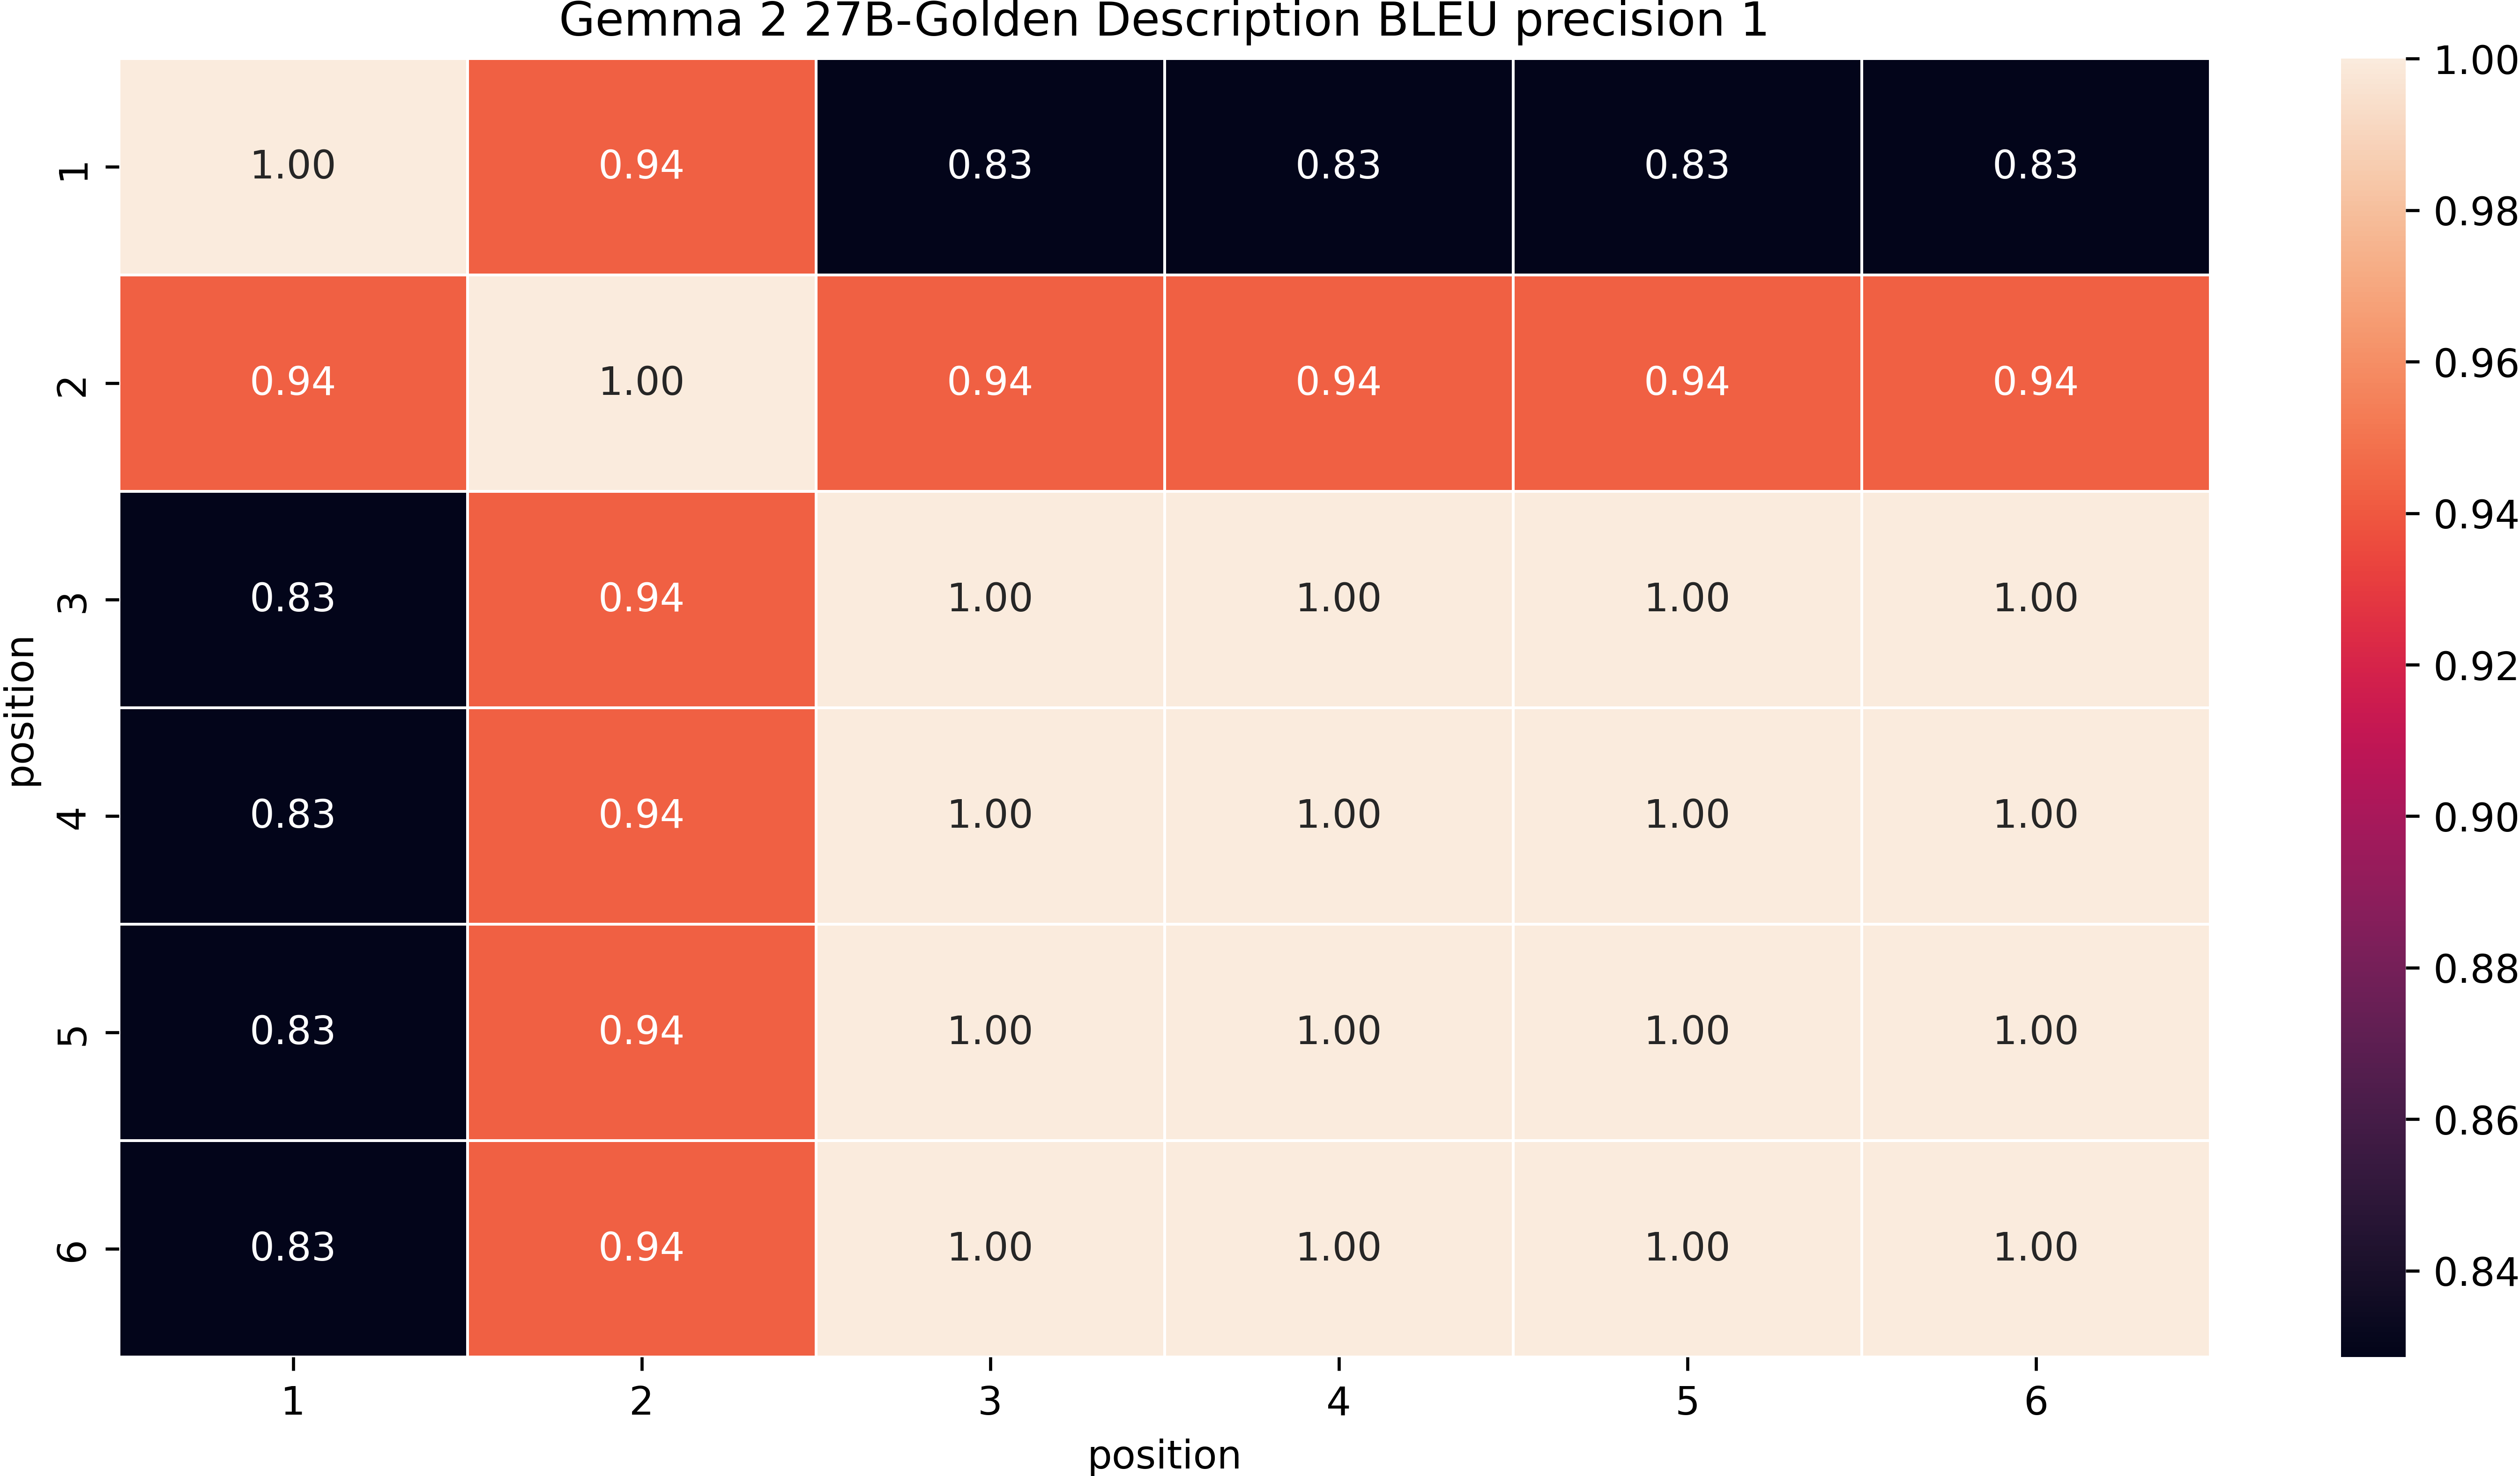 Gemma 2 27B-Golden Description BLEU precision 1
1 1.00 0.94 0.83 0.83 0.83 0.83
2 0.94 1.00 0.94 0.94 0.94 0.94
3 0.83 0.94 1.00 1.00 1.00 1.00
4 0.83 0.94 1.00 1.00 1.00 1.00
5 0.83 0.94 1.00 1.00 1.00 1.00
6 0.83 0.94 1.00 1.00 1.00 1.00
position
1 2 3 4 5 6
position
1.00
0.98
0.96
0.94
0.92
0.90
0.88
0.86
0.84